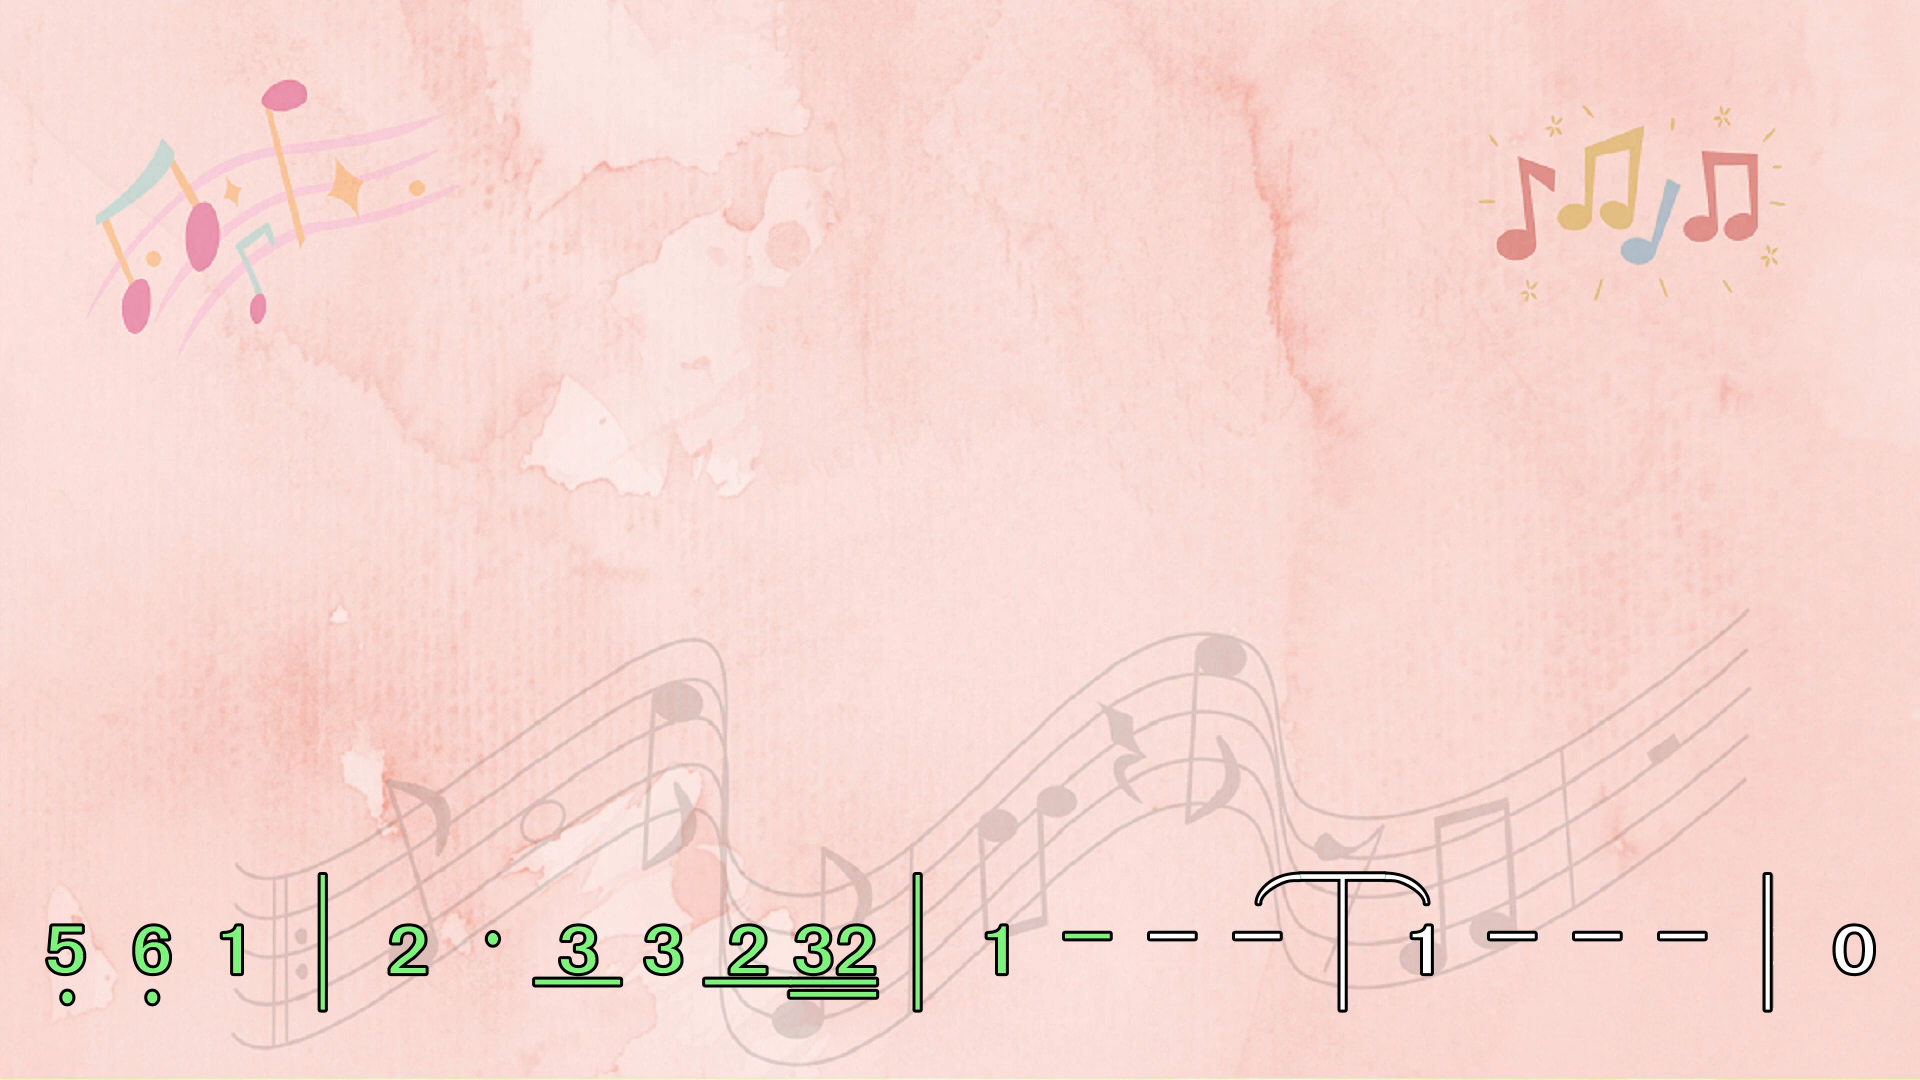 5 6 1 | 2 · 3 3 2 32 | 1 — — — | 1 — — — | 0